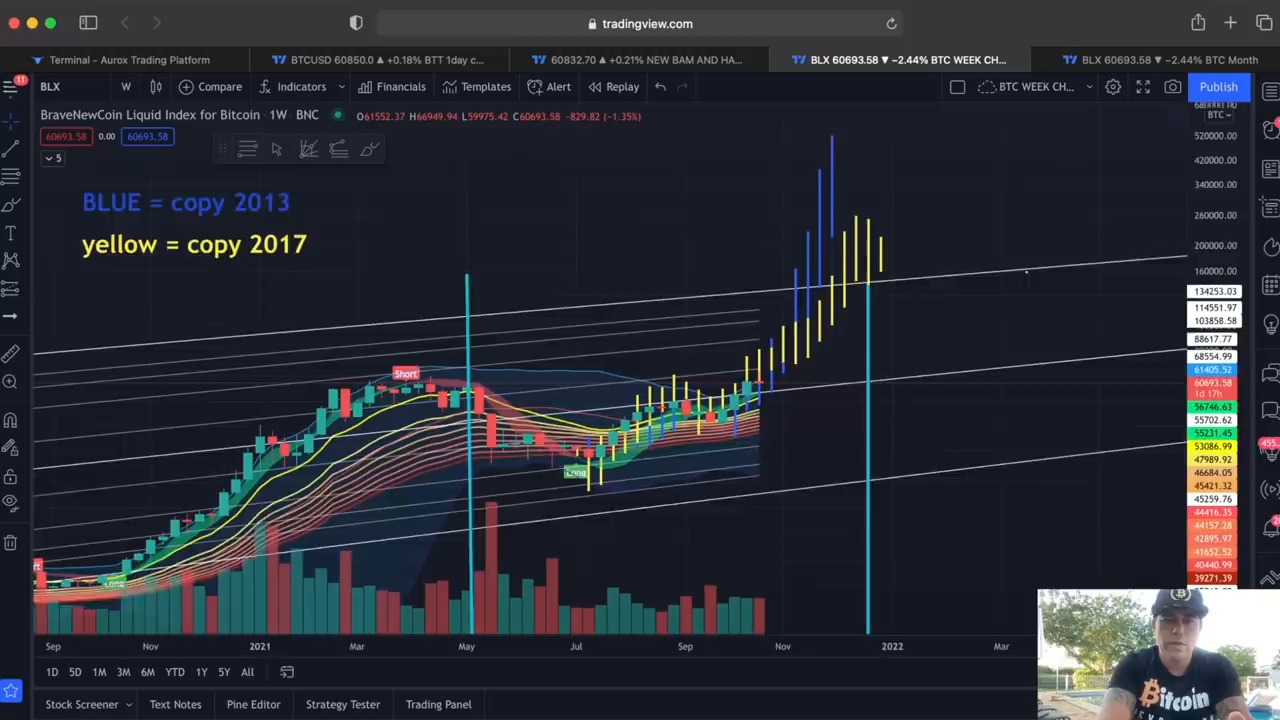 tradingview.com
Terminal - Aurox Trading Platform
BTCUSD 60850.0 ▲ +0.18% BTT 1day c...
60832.70 ▲ +0.21% NEW BAM AND HA...
BLX 60693.58 ▼ −2.44% BTC WEEK CH...
BLX 60693.58 ▼ −2.44% BTC Month
11
BLX
W
Compare
Indicators
Financials
Templates
Alert
Replay
BTC WEEK CH...
Publish
BraveNewCoin Liquid Index for Bitcoin 1W BNC
O61552.37 H66949.94 L59975.42 C60693.58 -829.82 (-1.35%)
60693.58 0.00 60693.58
5
BLUE = copy 2013
yellow = copy 2017
Short
Long
Long
BTC
520000.00
420000.00
340000.00
260000.00
200000.00
160000.00
134253.03
114551.97
103858.58
88617.77
68554.99
61405.52
60693.58
1d 17h
56746.63
55702.62
55231.45
53086.99
47989.92
46684.05
45421.32
45259.76
44416.35
44157.28
42895.97
41652.52
40440.99
39271.39
Sep Nov 2021 Mar May Jul Sep Nov 2022 Mar
1D 5D 1M 3M 6M YTD 1Y 5Y All
Stock Screener Text Notes Pine Editor Strategy Tester Trading Panel
Bitcoin